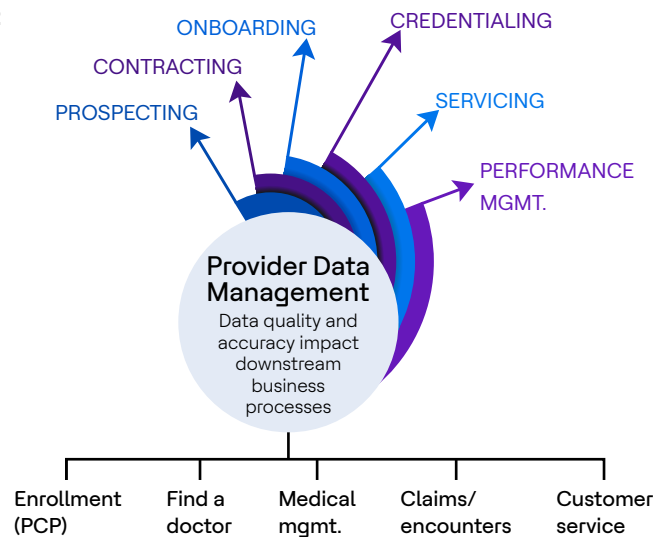 ONBOARDING
CREDENTIALING
CONTRACTING
PROSPECTING
SERVICING
PERFORMANCE
MGMT.
Provider Data
Management
Data quality and
accuracy impact
downstream
business
processes
Enrollment
(PCP)
Find a
doctor
Medical
mgmt.
Claims/
encounters
Customer
service